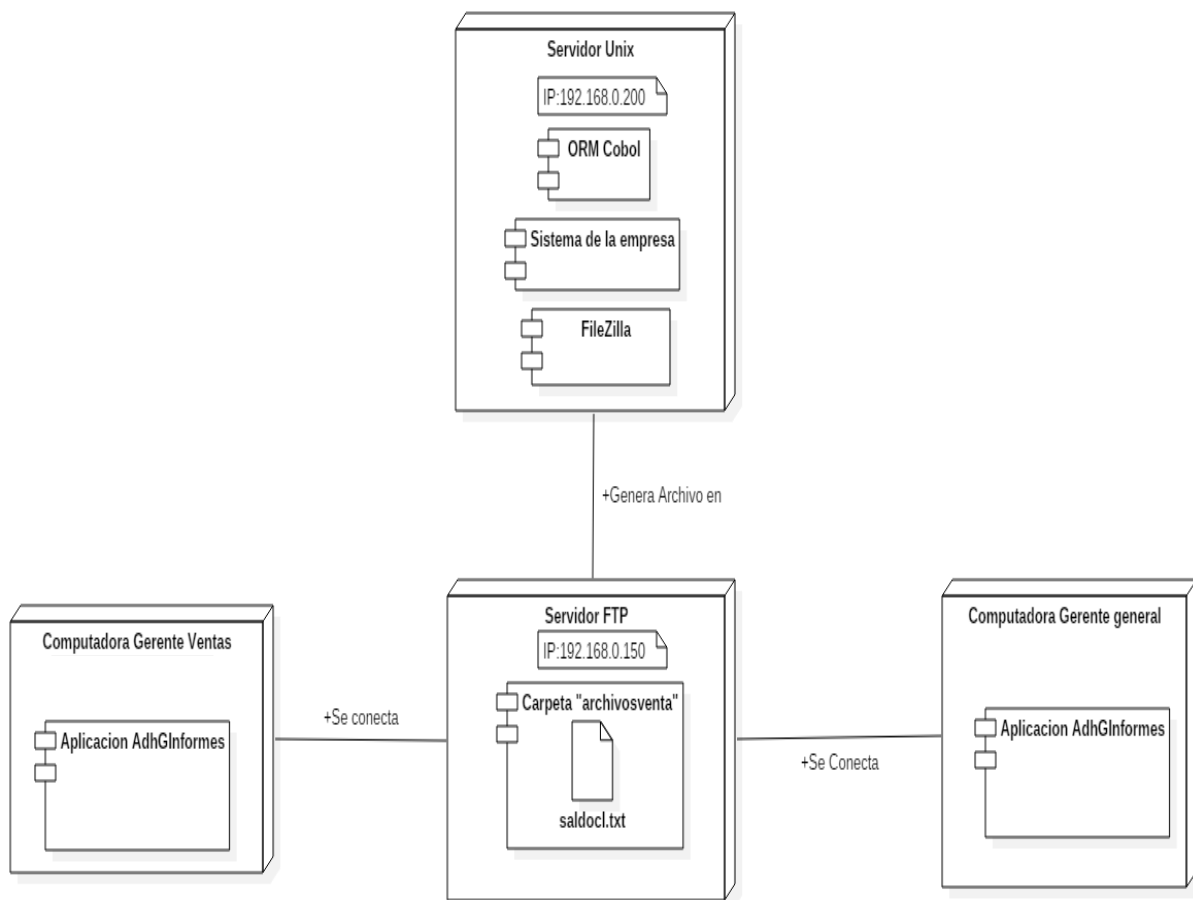 Servidor Unix
IP:192.168.0.200
ORM Cobol
Sistema de la empresa
FileZilla
+Genera Archivo en
Computadora Gerente Ventas
Aplicacion AdhGInformes
+Se conecta
Servidor FTP
IP:192.168.0.150
Carpeta "archivosventa"
saldocl.txt
+Se Conecta
Computadora Gerente general
Aplicacion AdhGInformes